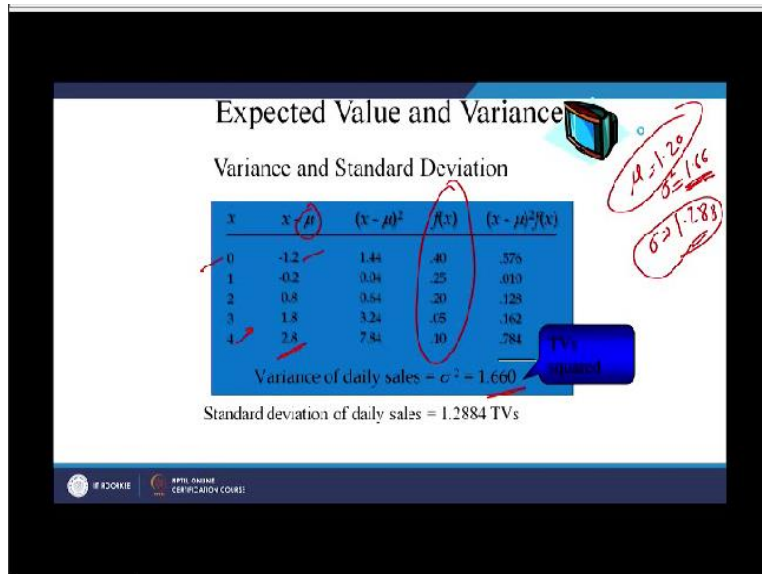 Expected Value and Variance
Variance and Standard Deviation
x x - μ (x - μ)² f(x) (x - μ)²f(x)
0 -1.2 1.44 .40 .576
1 -0.2 0.04 .25 .010
2 0.8 0.64 .20 .128
3 1.8 3.24 .05 .162
4 2.8 7.84 .10 .784
TVs
squared
Variance of daily sales = σ² = 1.660
Standard deviation of daily sales = 1.2884 TVs
μ = 1.20
σ² = 1.66
σ = 1.288
IIT ROORKEE
NPTEL ONLINE
CERTIFICATION COURSE